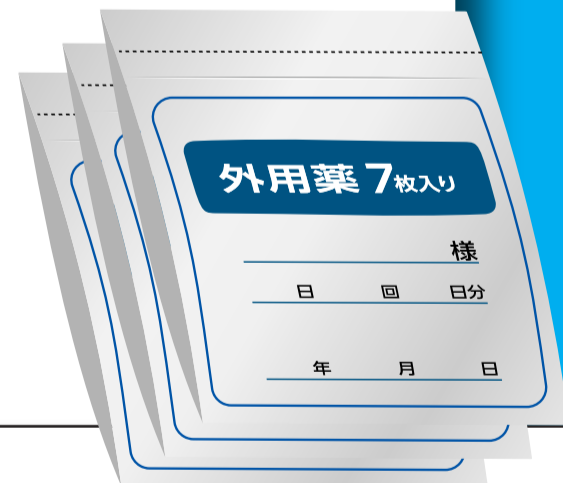 外用薬 7枚入り
様
日 回 日分
年 月 日